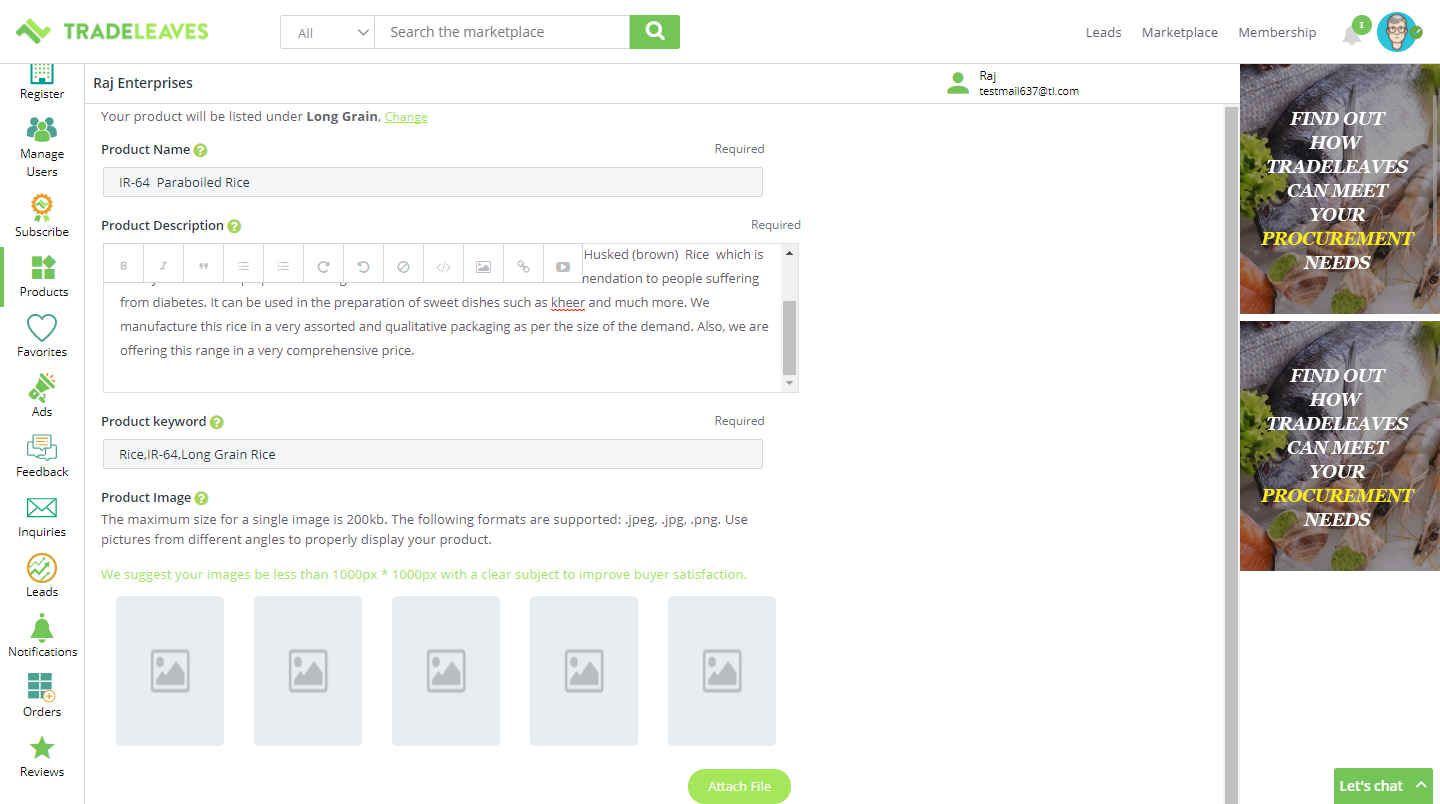 TRADELEAVES
All
Search the marketplace
Leads
Marketplace
Membership
1
Register
Manage
Users
Subscribe
Products
Favorites
Ads
Feedback
Inquiries
Leads
Notifications
Orders
Reviews
Raj Enterprises
Raj
testmail637@tl.com
Your product will be listed under Long Grain, Change
Product Name ?
Required
IR-64  Paraboiled Rice
Product Description ?
Required
B I
Husked (brown)  Rice  which is
to people suffering
from diabetes. It can be used in the preparation of sweet dishes such as kheer and much more. We
manufacture this rice in a very assorted and qualitative packaging as per the size of the demand. Also, we are
offering this range in a very comprehensive price.
Product keyword ?
Required
Rice,IR-64,Long Grain Rice
Product Image ?
The maximum size for a single image is 200kb. The following formats are supported: .jpeg, .jpg, .png. Use
pictures from different angles to properly display your product.
We suggest your images be less than 1000px * 1000px with a clear subject to improve buyer satisfaction.
Attach File
FIND OUT
HOW
TRADELEAVES
CAN MEET
YOUR
PROCUREMENT
NEEDS
FIND OUT
HOW
TRADELEAVES
CAN MEET
YOUR
PROCUREMENT
NEEDS
Let's chat